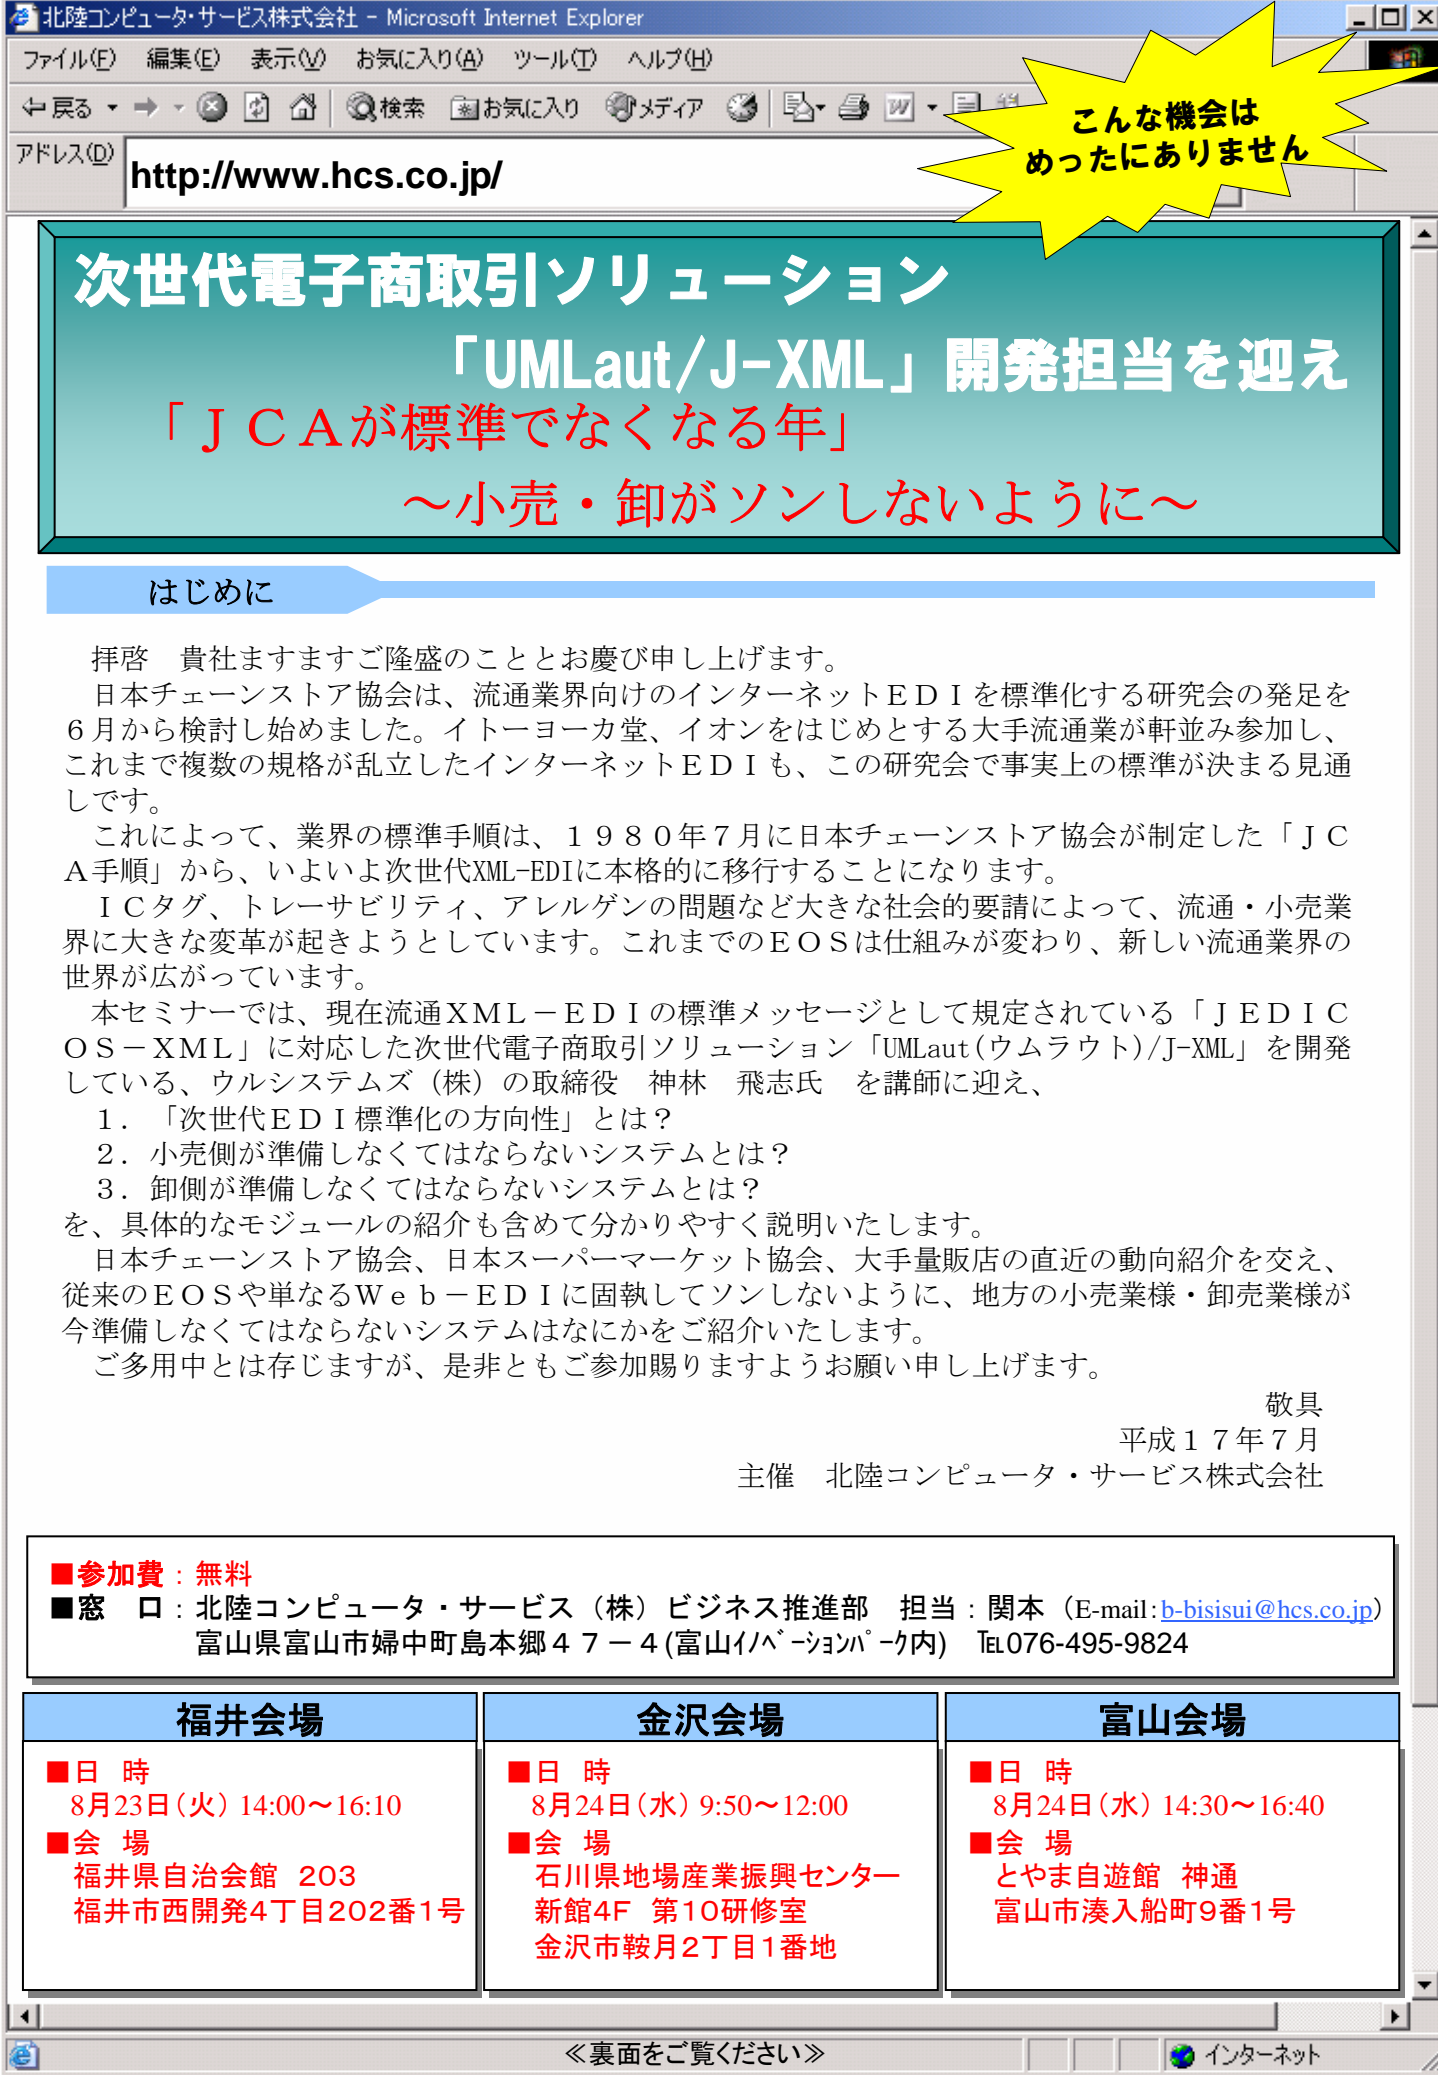 北陸コンピュータ・サービス株式会社 - Microsoft Internet Explorer
ファイル(F) 編集(E) 表示(V) お気に入り(A) ツール(T) ヘルプ(H)
戻る 検索 お気に入り メディア
こんな機会は
めったにありません
アドレス(D) http://www.hcs.co.jp/
次世代電子商取引ソリューション
「UMLaut/J-XML」開発担当を迎え
「ＪＣＡが標準でなくなる年」
～小売・卸がソンしないように～
はじめに
拝啓　貴社ますますご隆盛のこととお慶び申し上げます。
日本チェーンストア協会は、流通業界向けのインターネットＥＤＩを標準化する研究会の発足を
６月から検討し始めました。イトーヨーカ堂、イオンをはじめとする大手流通業が軒並み参加し、
これまで複数の規格が乱立したインターネットＥＤＩも、この研究会で事実上の標準が決まる見通
しです。
これによって、業界の標準手順は、１９８０年７月に日本チェーンストア協会が制定した「ＪＣ
Ａ手順」から、いよいよ次世代XML-EDIに本格的に移行することになります。
ＩＣタグ、トレーサビリティ、アレルゲンの問題など大きな社会的要請によって、流通・小売業
界に大きな変革が起きようとしています。これまでのＥＯＳは仕組みが変わり、新しい流通業界の
世界が広がっています。
本セミナーでは、現在流通ＸＭＬ－ＥＤＩの標準メッセージとして規定されている「ＪＥＤＩＣ
ＯＳ－ＸＭＬ」に対応した次世代電子商取引ソリューション「UMLaut(ウムラウト)/J-XML」を開発
している、ウルシステムズ（株）の取締役　神林　飛志氏　を講師に迎え、
１．「次世代ＥＤＩ標準化の方向性」とは？
２．小売側が準備しなくてはならないシステムとは？
３．卸側が準備しなくてはならないシステムとは？
を、具体的なモジュールの紹介も含めて分かりやすく説明いたします。
日本チェーンストア協会、日本スーパーマーケット協会、大手量販店の直近の動向紹介を交え、
従来のＥＯＳや単なるＷｅｂ－ＥＤＩに固執してソンしないように、地方の小売業様・卸売業様が
今準備しなくてはならないシステムはなにかをご紹介いたします。
ご多用中とは存じますが、是非ともご参加賜りますようお願い申し上げます。
敬具
平成１７年７月
主催　北陸コンピュータ・サービス株式会社
■参加費：無料
■窓　口：北陸コンピュータ・サービス（株）ビジネス推進部　担当：関本（E-mail：b-bisisui@hcs.co.jp）
富山県富山市婦中町島本郷４７－４(富山ｲﾉﾍﾞｰｼｮﾝﾊﾟｰｸ内)　℡076-495-9824
福井会場
■日　時
8月23日（火） 14:00～16:10
■会　場
福井県自治会館　203
福井市西開発4丁目202番1号
金沢会場
■日　時
8月24日（水） 9:50～12:00
■会　場
石川県地場産業振興センター
新館4F　第10研修室
金沢市鞍月2丁目1番地
富山会場
■日　時
8月24日（水） 14:30～16:40
■会　場
とやま自遊館　神通
富山市湊入船町9番1号
≪裏面をご覧ください≫
インターネット